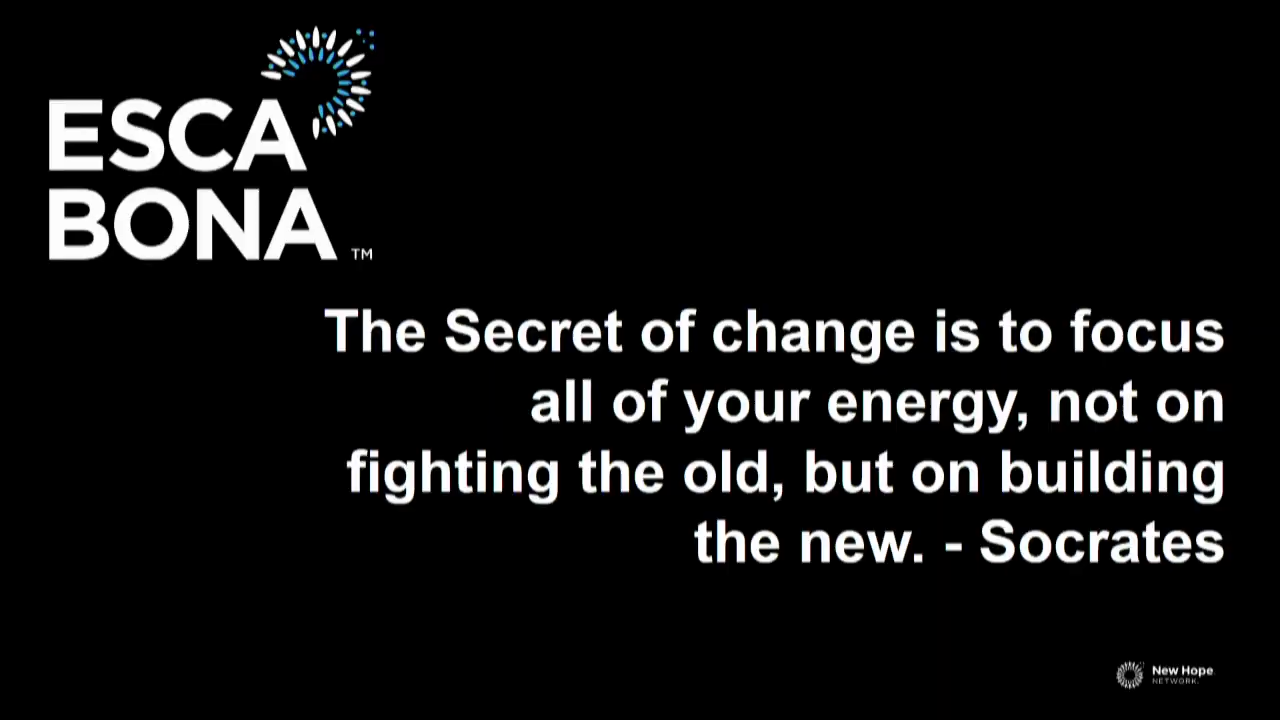 ESCA
BONA
TM
The Secret of change is to focus
all of your energy, not on
fighting the old, but on building
the new. - Socrates
New Hope
NETWORK.